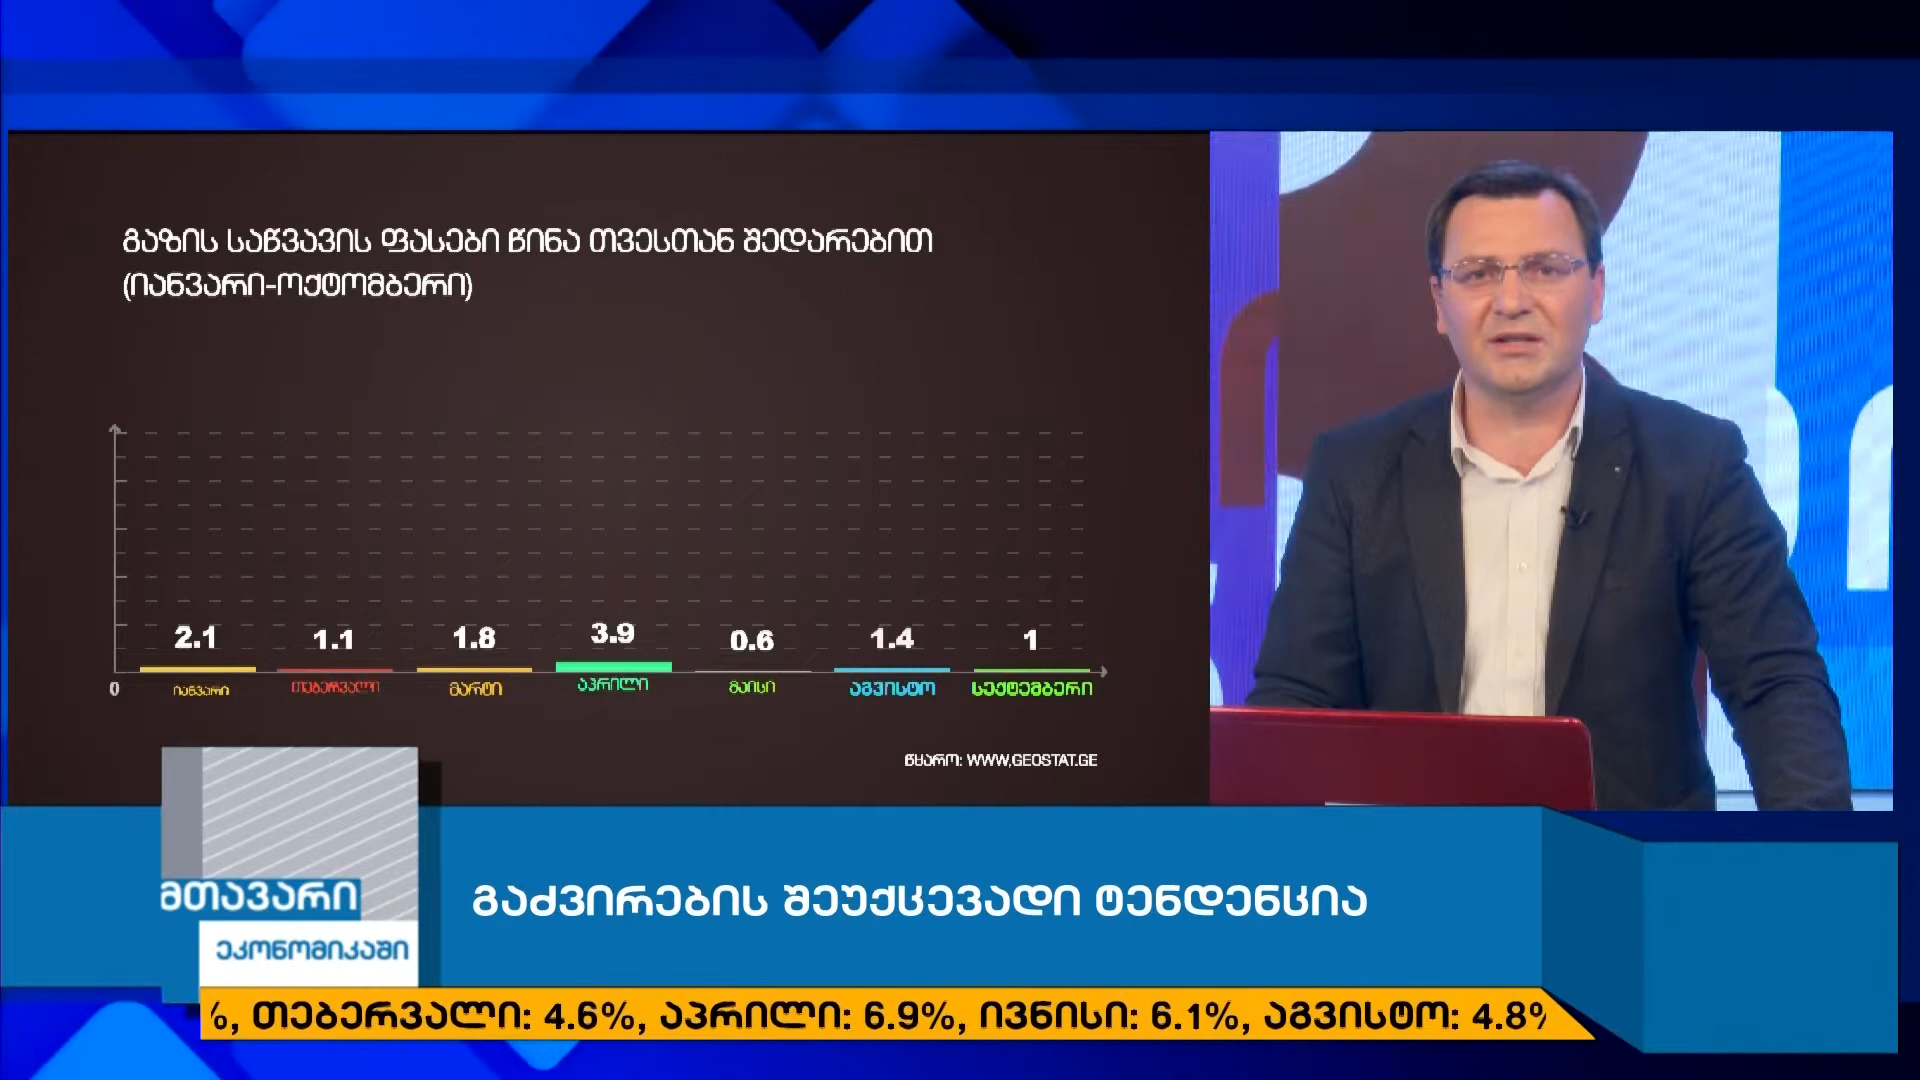 გაზის საწვავის ფასები წინა თვესთან შედარებით
(იანვარი-ოქტომბერი)
2.1 1.1 1.8 3.9 0.6 1.4 1
0 იანვარი თებერვალი მარტი აპრილი მაისი აგვისტო სექტემბერი
წყარო: WWW.GEOSTAT.GE
მთავარი
ეკონომიკაში
გაძვირების შეუქცევადი ტენდენცია
%, თებერვალი: 4.6%, აპრილი: 6.9%, ივნისი: 6.1%, აგვისტო: 4.8%